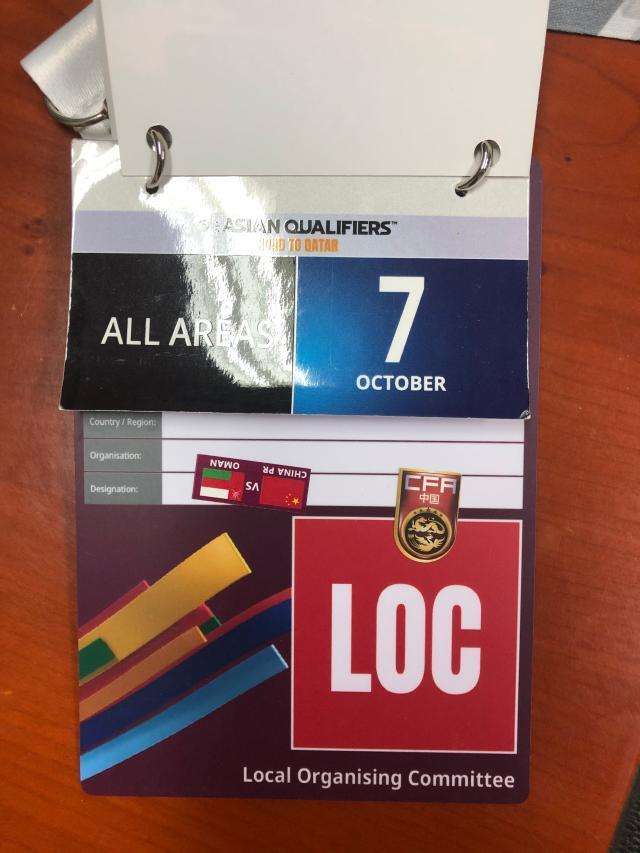 ASIAN QUALIFIERS™
ROAD TO QATAR
ALL AREAS
7
OCTOBER
Country / Region:
Organisation:
Designation:
CHINA PR
VS
OMAN
CFA
中国
LOC
Local Organising Committee